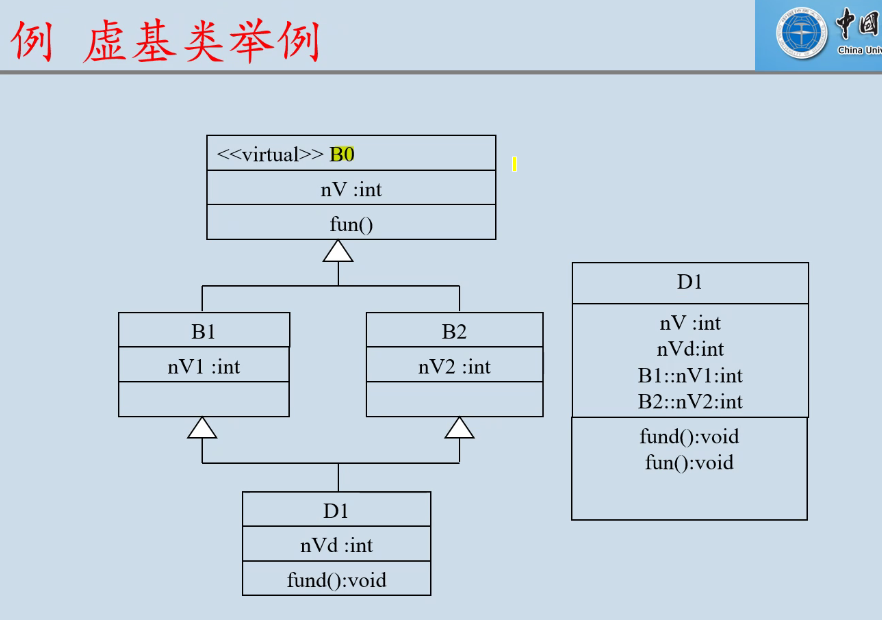 例 虚基类举例
中国
China Univ
<<virtual>> B0
nV :int
fun()
B1
nV1 :int
B2
nV2 :int
D1
nVd :int
fund():void
D1
nV :int
nVd:int
B1::nV1:int
B2::nV2:int
fund():void
fun():void